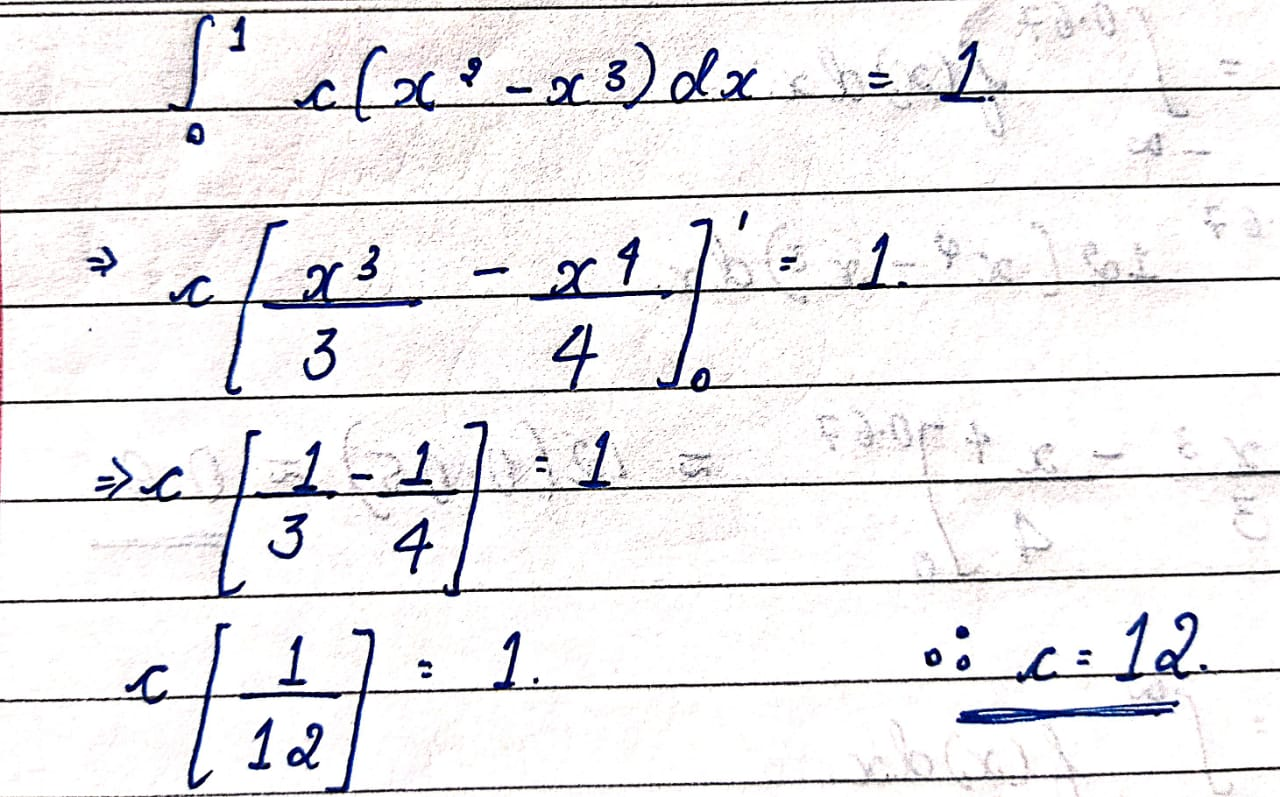 ∫₀¹ c(x² - x³) dx = 1.
⇒ c [x³/3 - x⁴/4]₀¹ = 1.
⇒ c [1/3 - 1/4] = 1
c [1/12] = 1. ∴ c = 12.